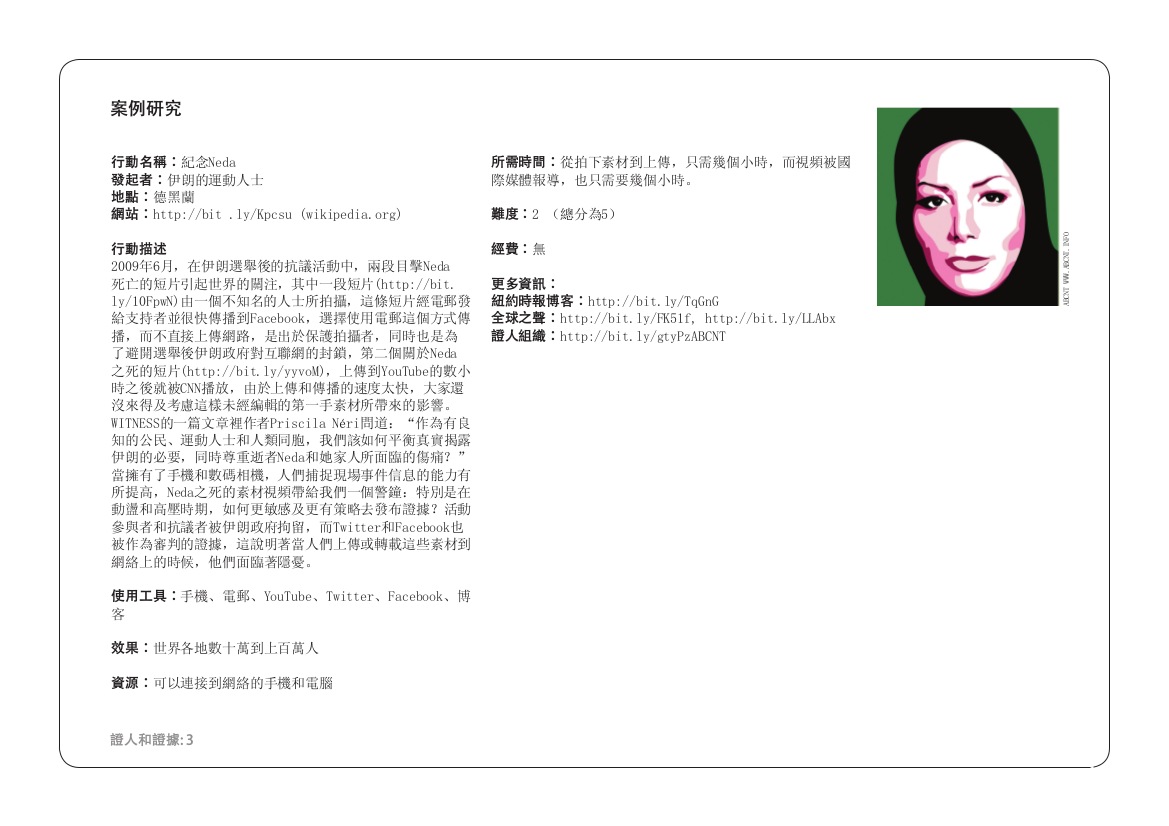 案例研究
行動名稱：紀念Neda
發起者：伊朗的運動人士
地點：德黑蘭
網站：http://bit .ly/Kpcsu (wikipedia.org)
行動描述
2009年6月，在伊朗選舉後的抗議活動中，兩段目擊Neda
死亡的短片引起世界的關注，其中一段短片(http://bit.
ly/10FpwN)由一個不知名的人士所拍攝，這條短片經電郵發
給支持者並很快傳播到Facebook，選擇使用電郵這個方式傳
播，而不直接上傳網路，是出於保護拍攝者，同時也是為
了避開選舉後伊朗政府對互聯網的封鎖，第二個關於Neda
之死的短片(http://bit.ly/yyvoM)，上傳到YouTube的數小
時之後就被CNN播放，由於上傳和傳播的速度太快，大家還
沒來得及考慮這樣未經編輯的第一手素材所帶來的影響。
WITNESS的一篇文章裡作者Priscila Néri問道：“作為有良
知的公民、運動人士和人類同胞，我們該如何平衡真實揭露
伊朗的必要，同時尊重逝者Neda和她家人所面臨的傷痛？”
當擁有了手機和數碼相機，人們捕捉現場事件信息的能力有
所提高，Neda之死的素材視頻帶給我們一個警鐘：特別是在
動盪和高壓時期，如何更敏感及更有策略去發布證據？活動
參與者和抗議者被伊朗政府拘留，而Twitter和Facebook也
被作為審判的證據，這說明著當人們上傳或轉載這些素材到
網絡上的時候，他們面臨著隱憂。
使用工具：手機、電郵、YouTube、Twitter、Facebook、博
客
效果：世界各地數十萬到上百萬人
資源：可以連接到網絡的手機和電腦
所需時間：從拍下素材到上傳，只需幾個小時，而視頻被國
際媒體報導，也只需要幾個小時。
難度：2 （總分為5）
經費：無
更多資訊：
紐約時報博客：http://bit.ly/TqGnG
全球之聲：http://bit.ly/FK51f, http://bit.ly/LLAbx
證人組織：http://bit.ly/gtyPzABCNT
ABCNT WWW.ABCNT.INFO
證人和證據: 3